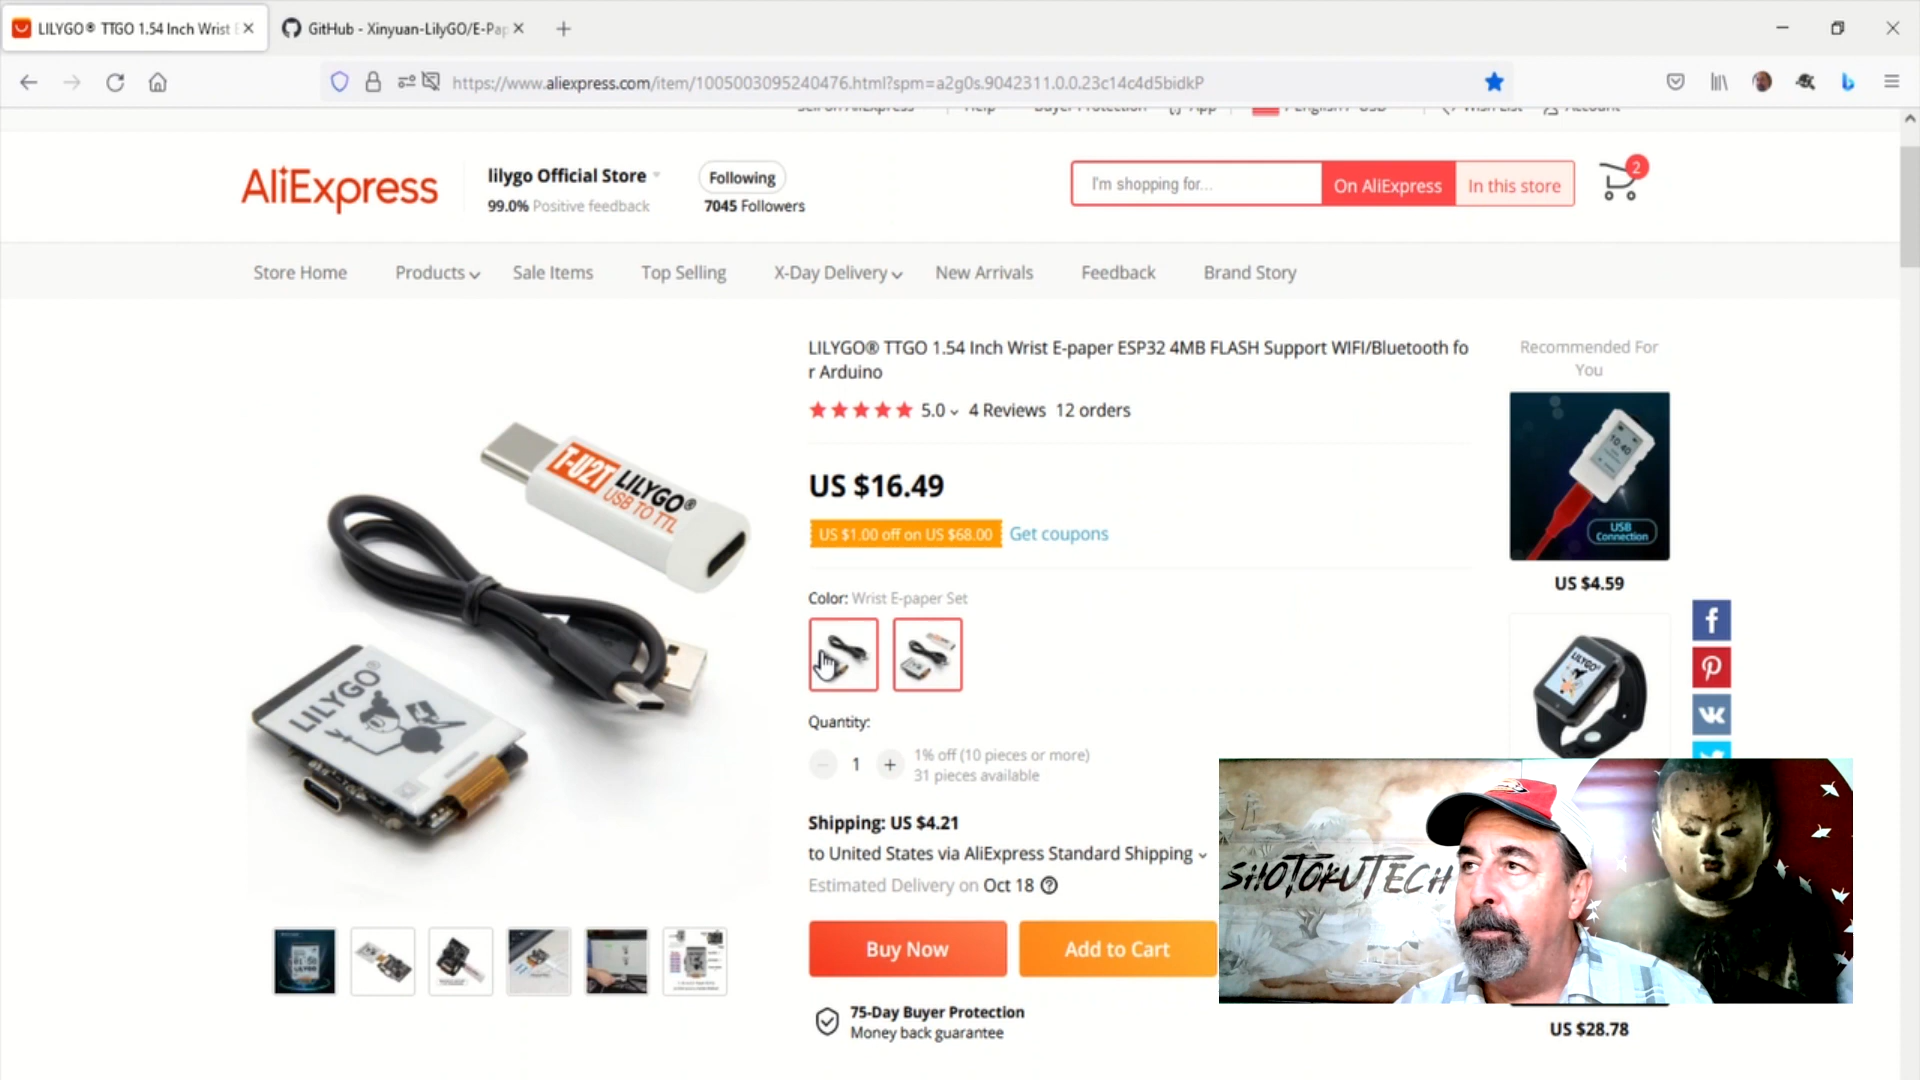 LILYGO® TTGO 1.54 Inch Wrist E
GitHub - Xinyuan-LilyGO/E-Pap
https://www.aliexpress.com/item/1005003095240476.html?spm=a2g0s.9042311.0.0.23c14c4d5bidkP
AliExpress
lilygo Official Store
99.0% Positive feedback
Following
7045 Followers
I'm shopping for...
On AliExpress
In this store
2
Store Home Products Sale Items Top Selling X-Day Delivery New Arrivals Feedback Brand Story
LILYGO® TTGO 1.54 Inch Wrist E-paper ESP32 4MB FLASH Support WIFI/Bluetooth fo
r Arduino
5.0 4 Reviews 12 orders
US $16.49
US $1.00 off on US $68.00 Get coupons
Color: Wrist E-paper Set
Quantity:
1
1% off (10 pieces or more)
31 pieces available
Shipping: US $4.21
to United States via AliExpress Standard Shipping
Estimated Delivery on Oct 18
Buy Now
Add to Cart
75-Day Buyer Protection
Money back guarantee
T-U2T LILYGO®
USB TO TTL
LILYGO®
Recommended For
You
10:40
USB
Connection
US $4.59
LILYGO®
SHOTOKUTECH
US $28.78